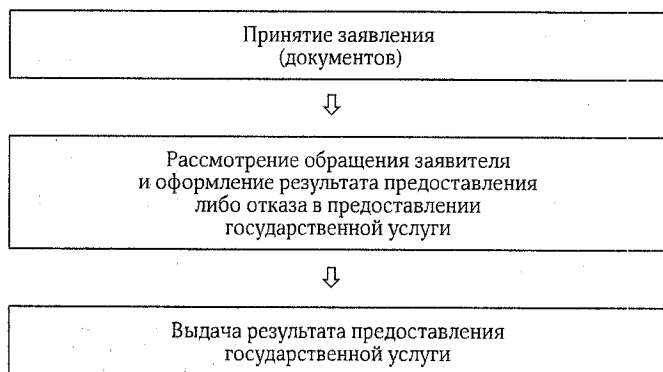 Принятие заявления
(документов)
Рассмотрение обращения заявителя
и оформление результата предоставления
либо отказа в предоставлении
государственной услуги
Выдача результата предоставления
государственной услуги